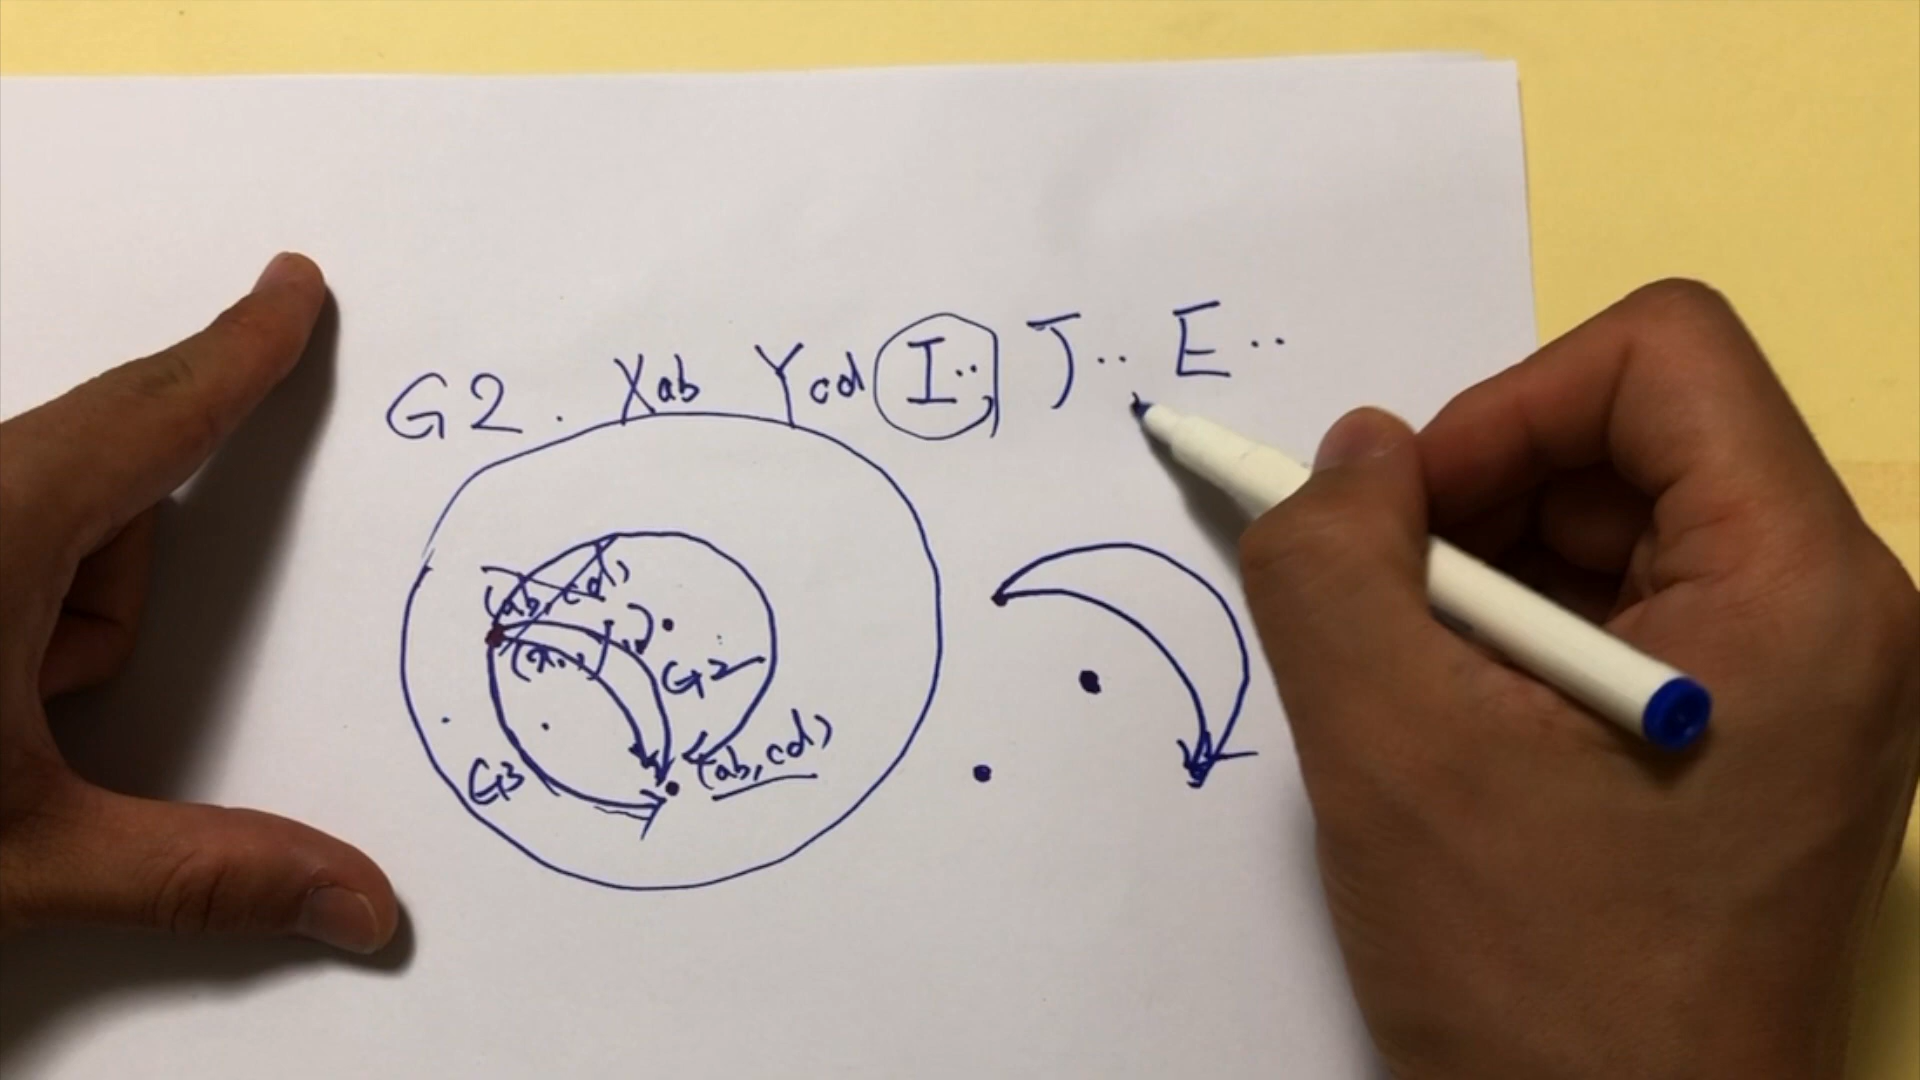 G2. Xab Ycd I.. J.. E..
(ab, cd)
G2
(ab, cd)
G3